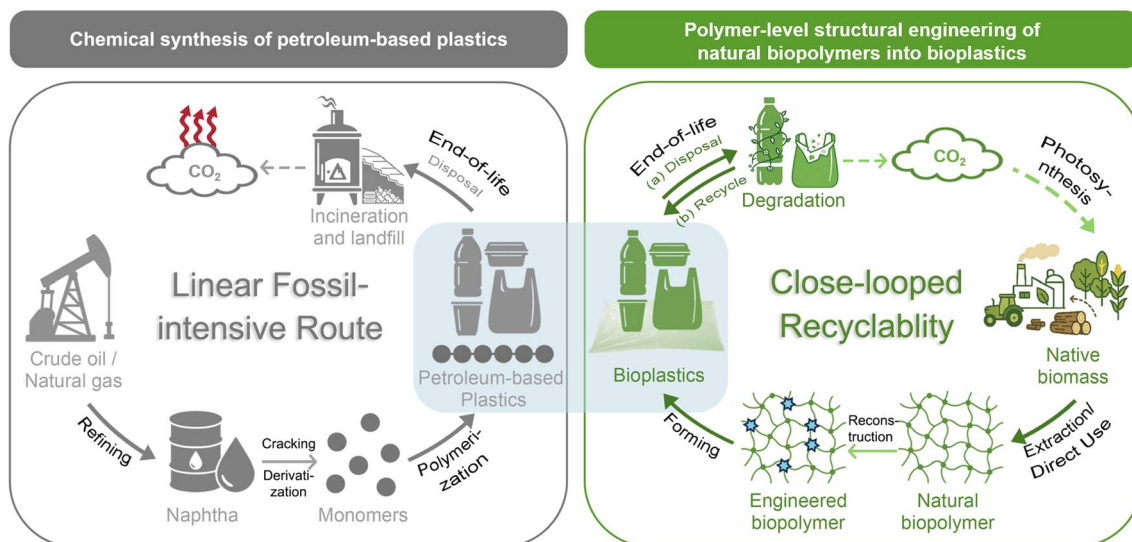 Chemical synthesis of petroleum-based plastics
CO2
Incineration
and landfill
End-of-life
Disposal
Linear Fossil-
intensive Route
Crude oil /
Natural gas
Refining
Naphtha
Cracking
Derivati-
zation
Monomers
Polymeri-
zation
Petroleum-based
Plastics
Polymer-level structural engineering of
natural biopolymers into bioplastics
End-of-life
(a) Disposal
(b) Recycle
Degradation
CO2
Photosy-
nthesis
Close-looped
Recyclablity
Bioplastics
Native
biomass
Extraction/
Direct Use
Natural
biopolymer
Recons-
truction
Engineered
biopolymer
Forming